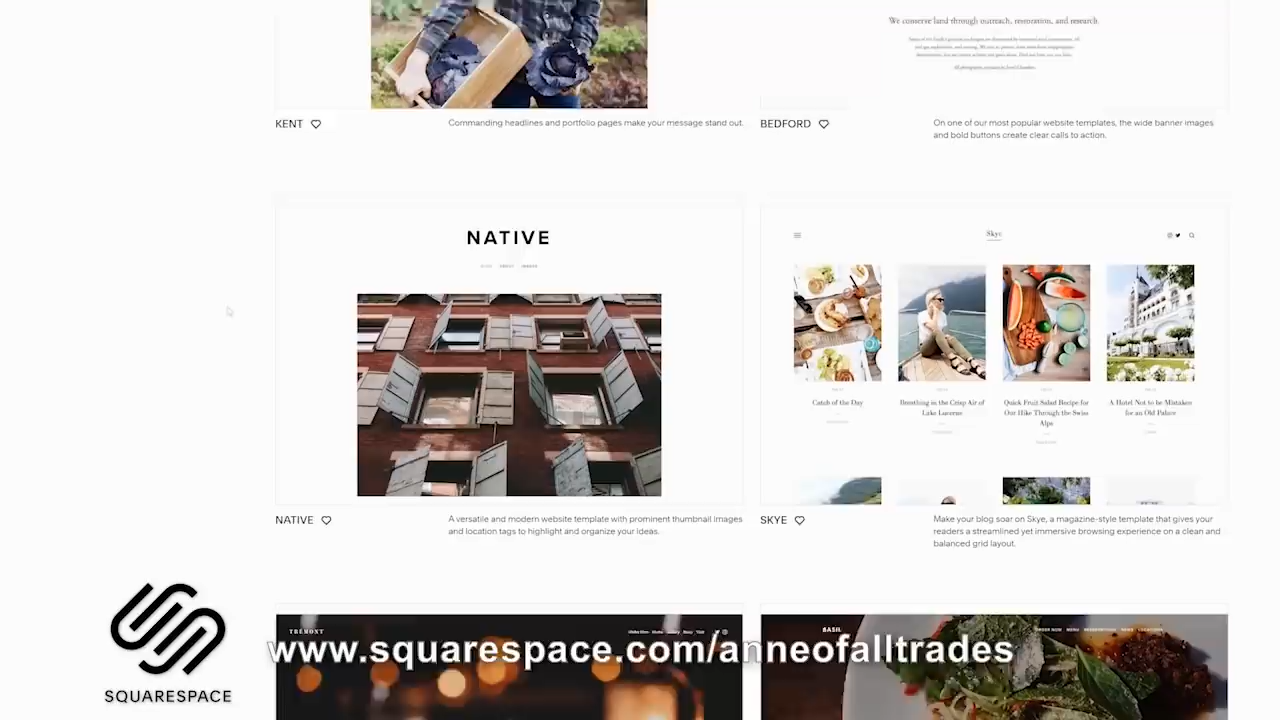 We conserve land through outreach, restoration, and research.
KENT
Commanding headlines and portfolio pages make your message stand out.
BEDFORD
On one of our most popular website templates, the wide banner images
and bold buttons create clear calls to action.
NATIVE
Skye
Catch of the Day
Breathing in the Crisp Air of
Lake Lucerne
Quick Fruit Salad Recipe for
Our Hike Through the Swiss
Alps
A Hotel Not to be Mistaken
for an Old Palace
NATIVE
A versatile and modern website template with prominent thumbnail images
and location tags to highlight and organize your ideas.
SKYE
Make your blog soar on Skye, a magazine-style template that gives your
readers a streamlined yet immersive browsing experience on a clean and
balanced grid layout.
TREMONT
BASIL
www.squarespace.com/anneofalltrades
SQUARESPACE